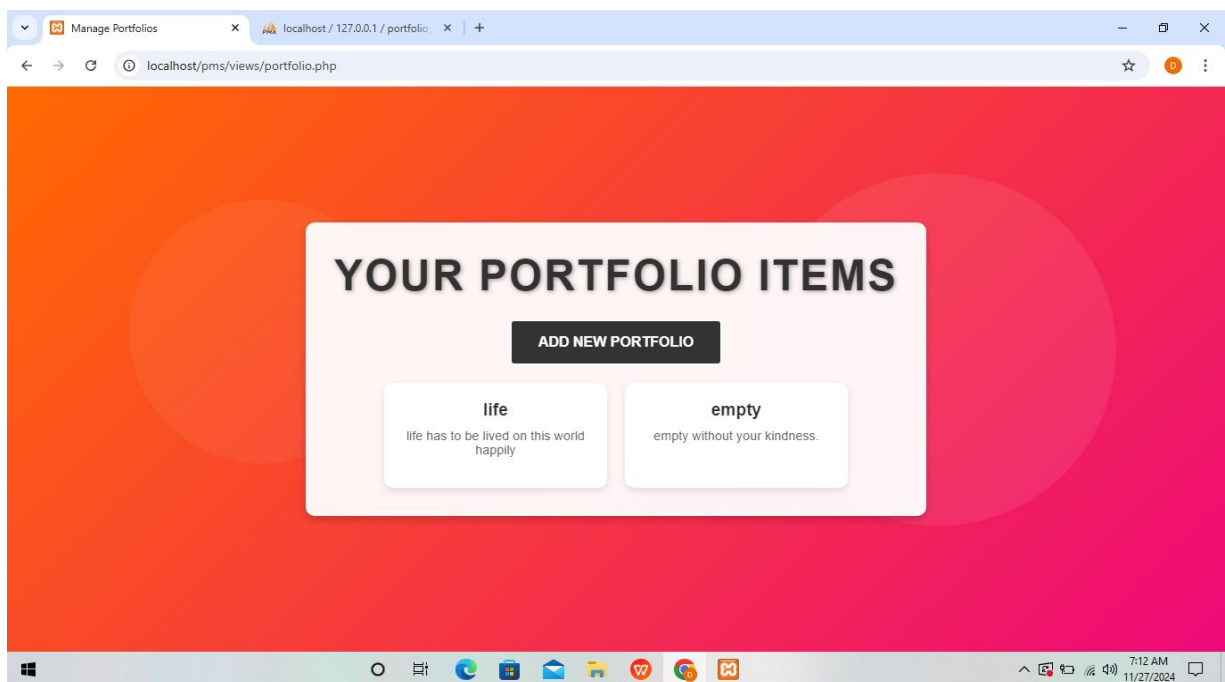 Manage Portfolios
localhost / 127.0.0.1 / portfolio_
localhost/pms/views/portfolio.php
D
YOUR PORTFOLIO ITEMS
ADD NEW PORTFOLIO
life
life has to be lived on this world
happily
empty
empty without your kindness.
7:12 AM
11/27/2024